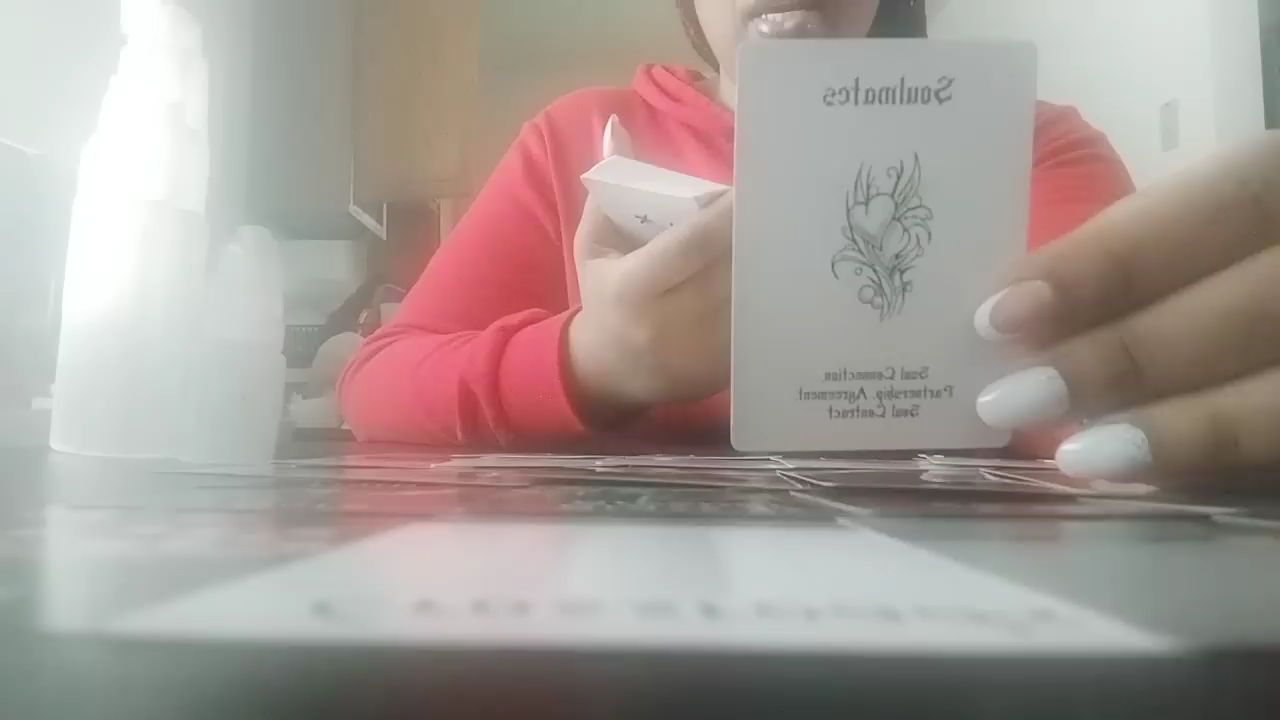 Soulmates
Soul Connection,
Partnership, Agreement,
Soul Contract